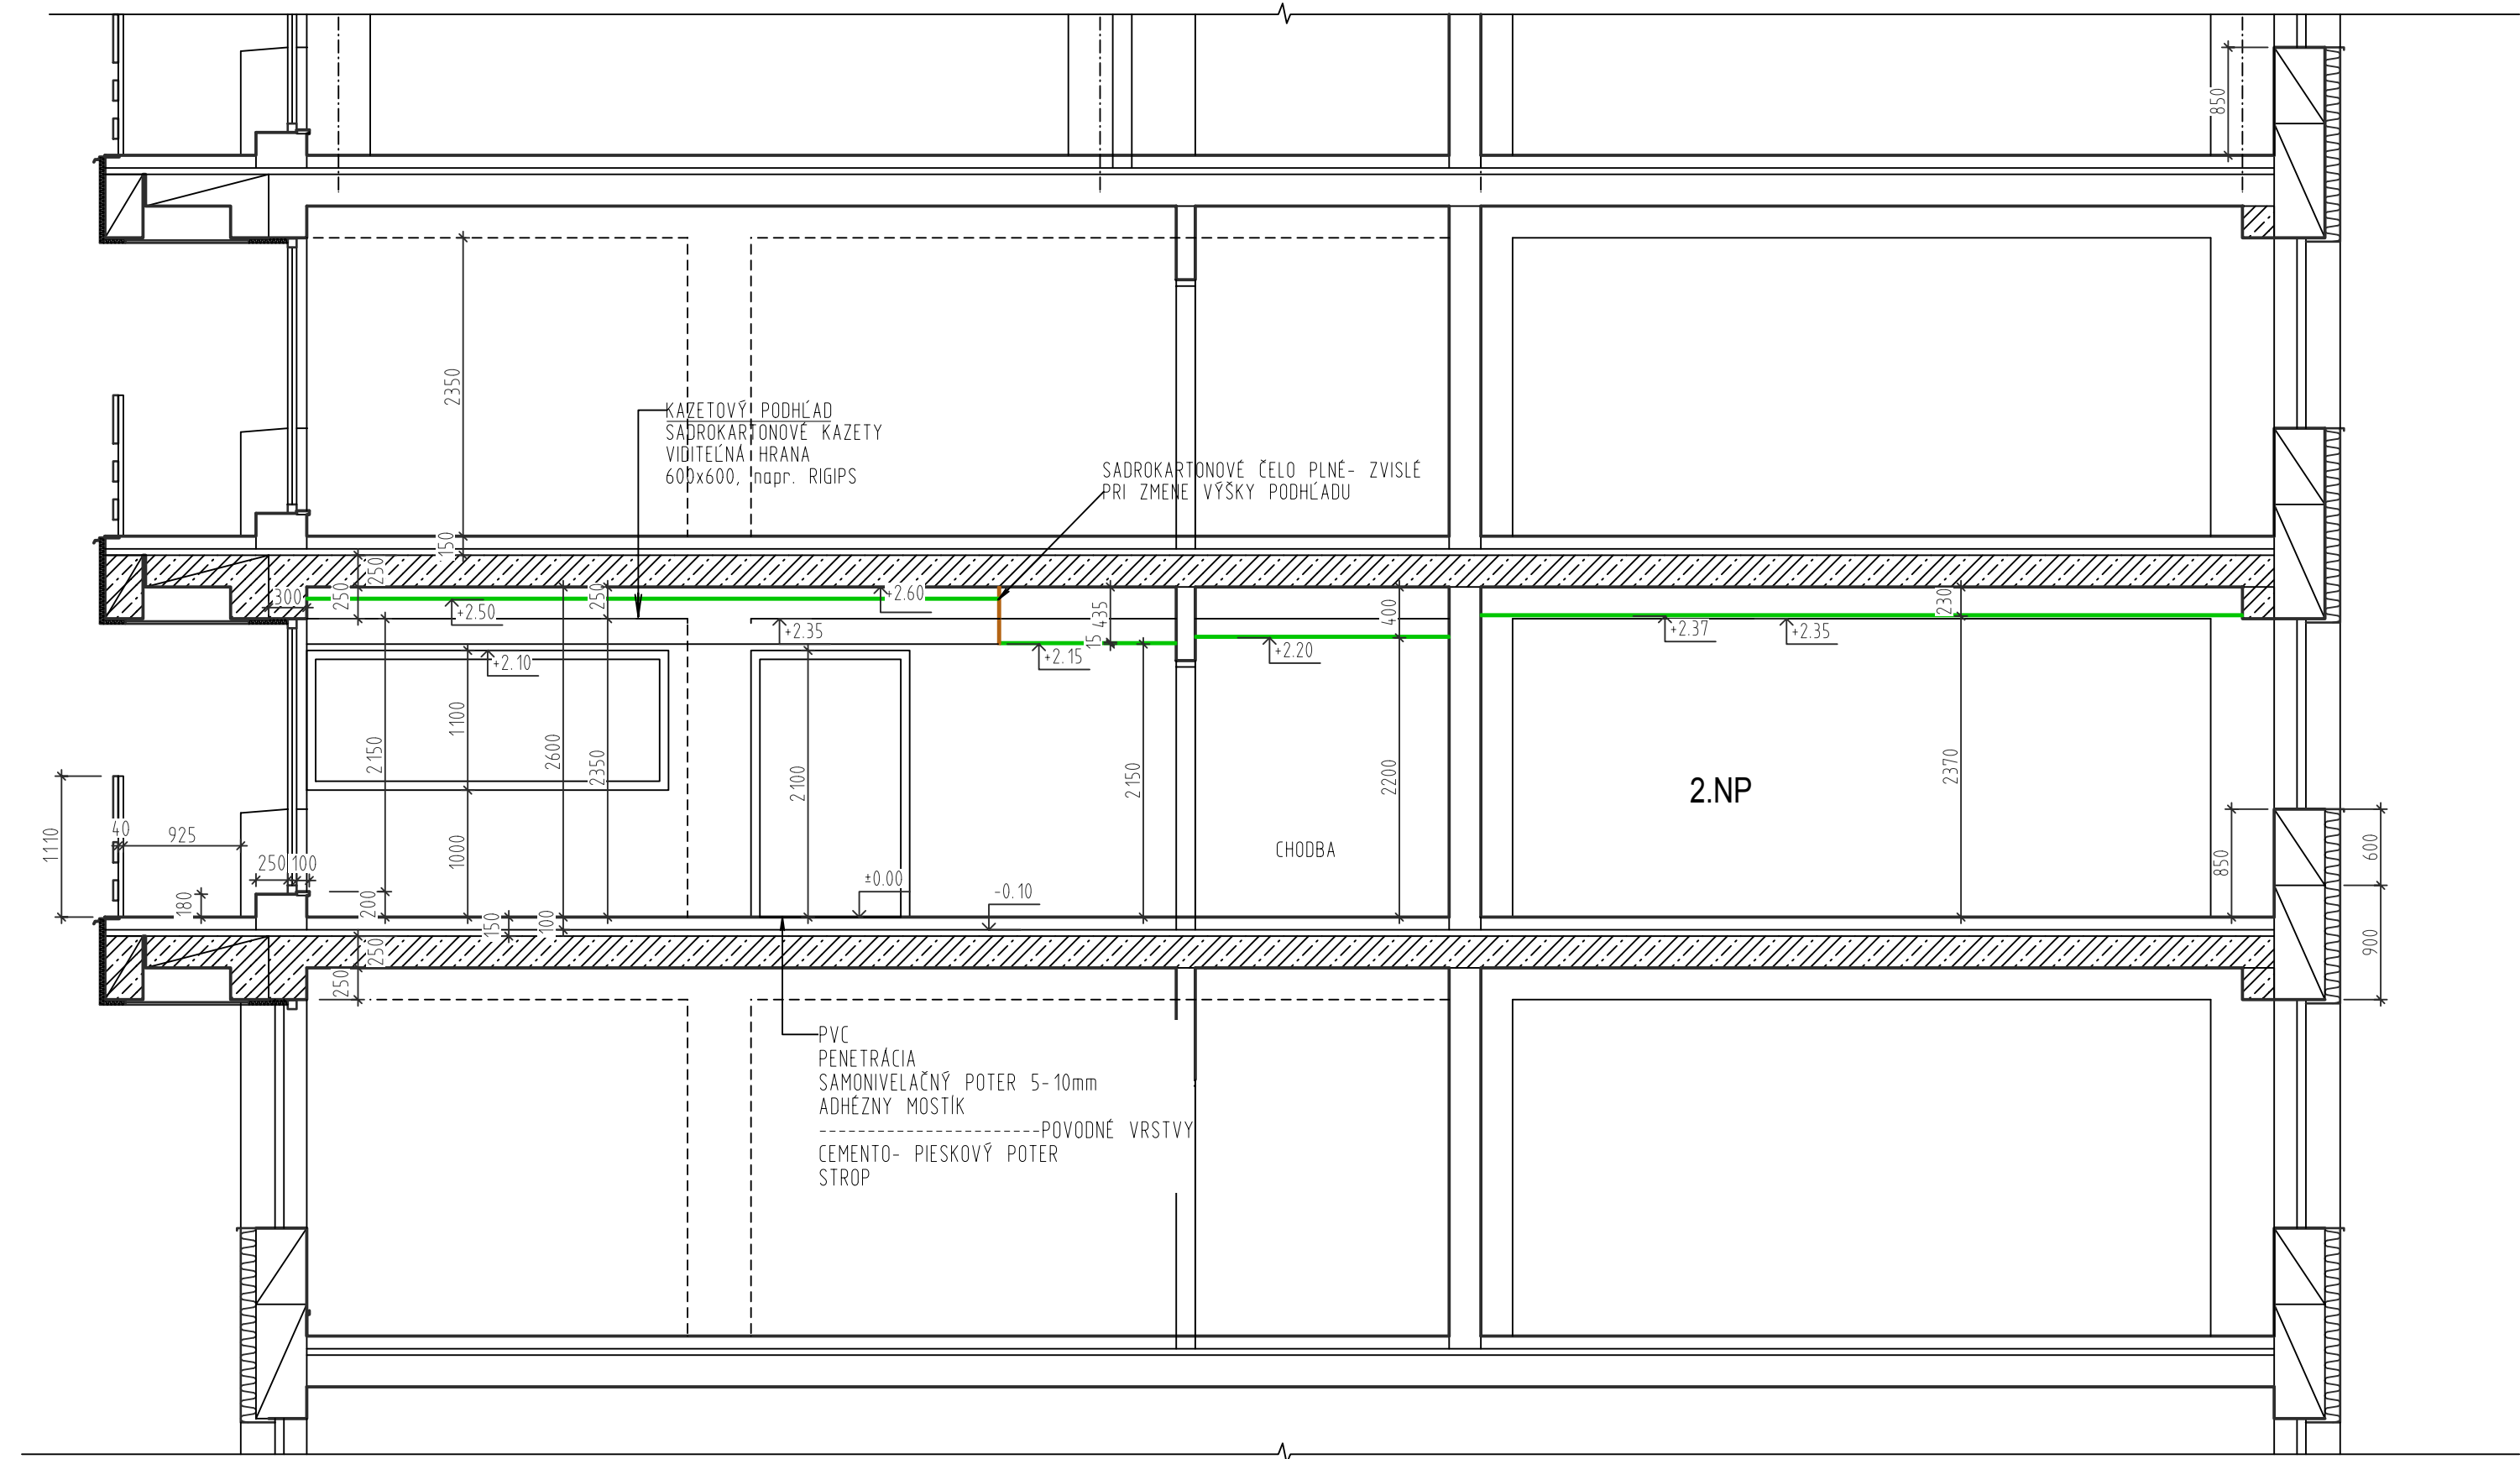 850
2350
KAZETOVÝ PODHĽAD
SADROKARTONOVÉ KAZETY
VIDITEĽNÁ HRANA
600x600, napr. RIGIPS
SADROKARTONOVÉ ČELO PLNÉ- ZVISLÉ
PRI ZMENE VÝŠKY PODHĽADU
150
250
250
300
250
+2.60
+2.50
435
400
230
+2.35
15
+2.15
+2.20
+2.37
+2.35
+2.10
1100
2150
2600
2350
2100
2150
2200
2370
2.NP
1110
40
925
1000
CHODBA
850
600
250
100
±0.00
-0.10
180
200
150
100
900
250
250
PVC
PENETRÁCIA
SAMONIVELAČNÝ POTER 5-10mm
ADHÉZNY MOSTÍK
-----------------------POVODNÉ VRSTVY
CEMENTO- PIESKOVÝ POTER
STROP